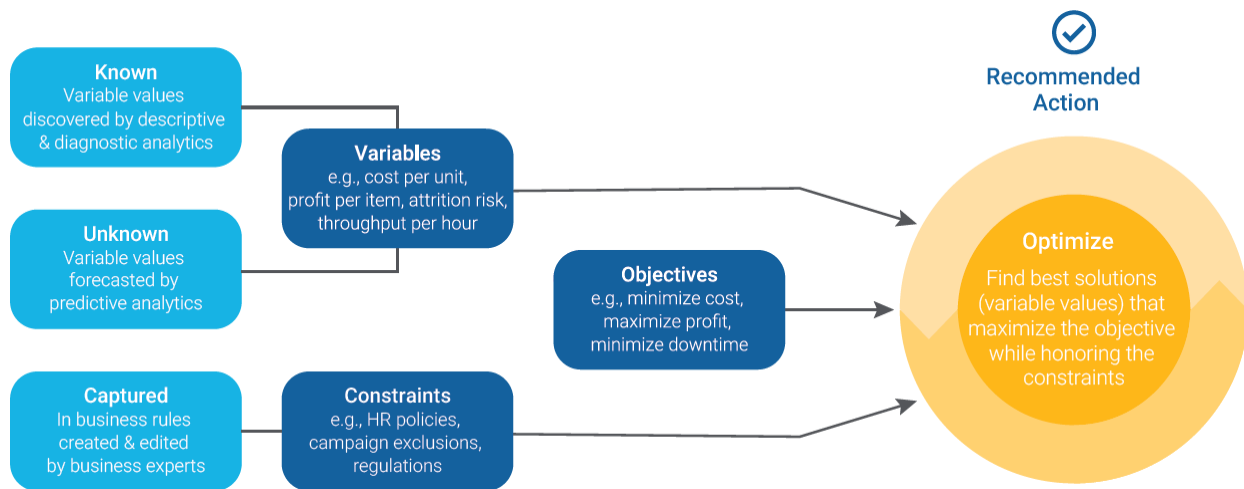 Known
Variable values
discovered by descriptive
& diagnostic analytics
Unknown
Variable values
forecasted by
predictive analytics
Captured
In business rules
created & edited
by business experts
Variables
e.g., cost per unit,
profit per item, attrition risk,
throughput per hour
Constraints
e.g., HR policies,
campaign exclusions,
regulations
Objectives
e.g., minimize cost,
maximize profit,
minimize downtime
Recommended
Action
Optimize
Find best solutions
(variable values) that
maximize the objective
while honoring the
constraints